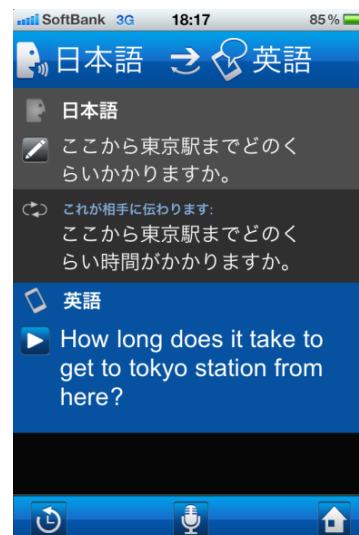 SoftBank 3G 18:17 85%
日本語 英語
日本語
ここから東京駅までどのく
らいかかりますか。
これが相手に伝わります:
ここから東京駅までどのく
らい時間がかかりますか。
英語
How long does it take to
get to tokyo station from
here?